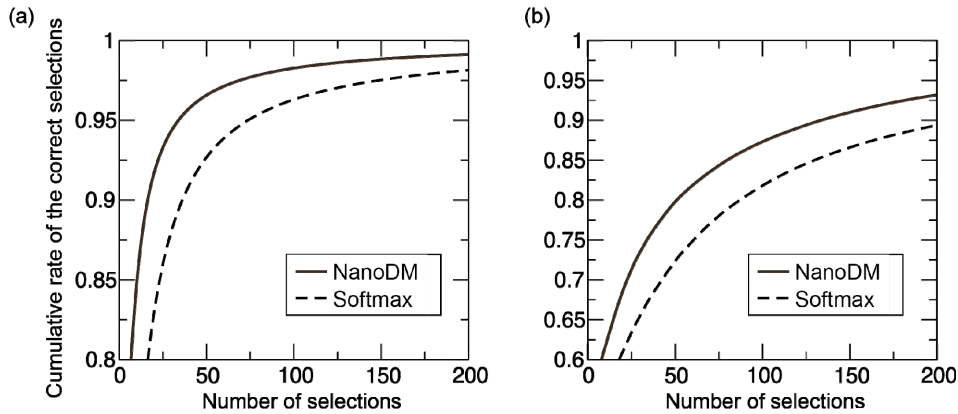 (a)
Cumulative rate of the correct selections
1
0.95
0.9
0.85
0.8
0 50 100 150 200
Number of selections
NanoDM
Softmax
(b)
1
0.95
0.9
0.85
0.8
0.75
0.7
0.65
0.6
0 50 100 150 200
Number of selections
NanoDM
Softmax